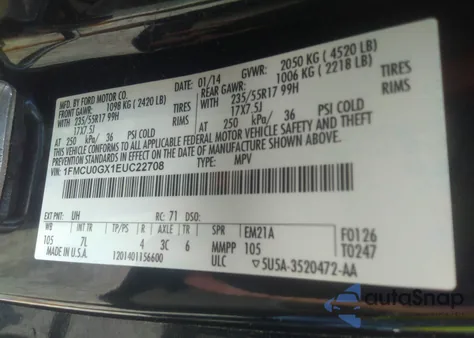 MFD. BY FORD MOTOR CO.
DATE: 01/14 GVWR: 2050 KG ( 4520 LB)
FRONT GAWR: 1098 KG ( 2420 LB) REAR GAWR: 1006 KG ( 2218 LB)
WITH 235/55R17 99H TIRES WITH 235/55R17 99H TIRES
17X7.5J RIMS 17X7.5J RIMS
AT 250 kPa/ 36 PSI COLD AT 250 kPa/ 36 PSI COLD
THIS VEHICLE CONFORMS TO ALL APPLICABLE FEDERAL MOTOR VEHICLE SAFETY AND THEFT
PREVENTION STANDARDS IN EFFECT ON THE DATE OF MANUFACTURE SHOWN ABOVE.
VIN: 1FMCU0GX1EUC22708 TYPE: MPV
EXT PNT: UH RC: 71 DSO:
WB INT TR TP/PS R AXLE TR SPR EM21A F0126
105 7L 4 3C 6 MMPP 105 T0247
MADE IN U.S.A. 1201401156600 ULC 5U5A-3520472-AA
autoSnap